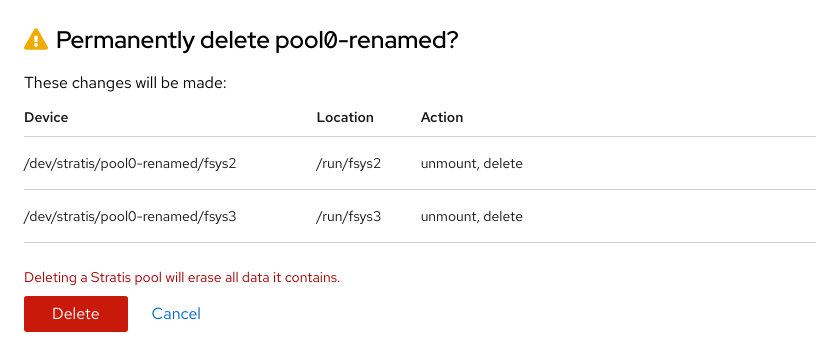 Permanently delete pool0-renamed?
These changes will be made:
Device Location Action
/dev/stratis/pool0-renamed/fsys2 /run/fsys2 unmount, delete
/dev/stratis/pool0-renamed/fsys3 /run/fsys3 unmount, delete
Deleting a Stratis pool will erase all data it contains.
Delete Cancel